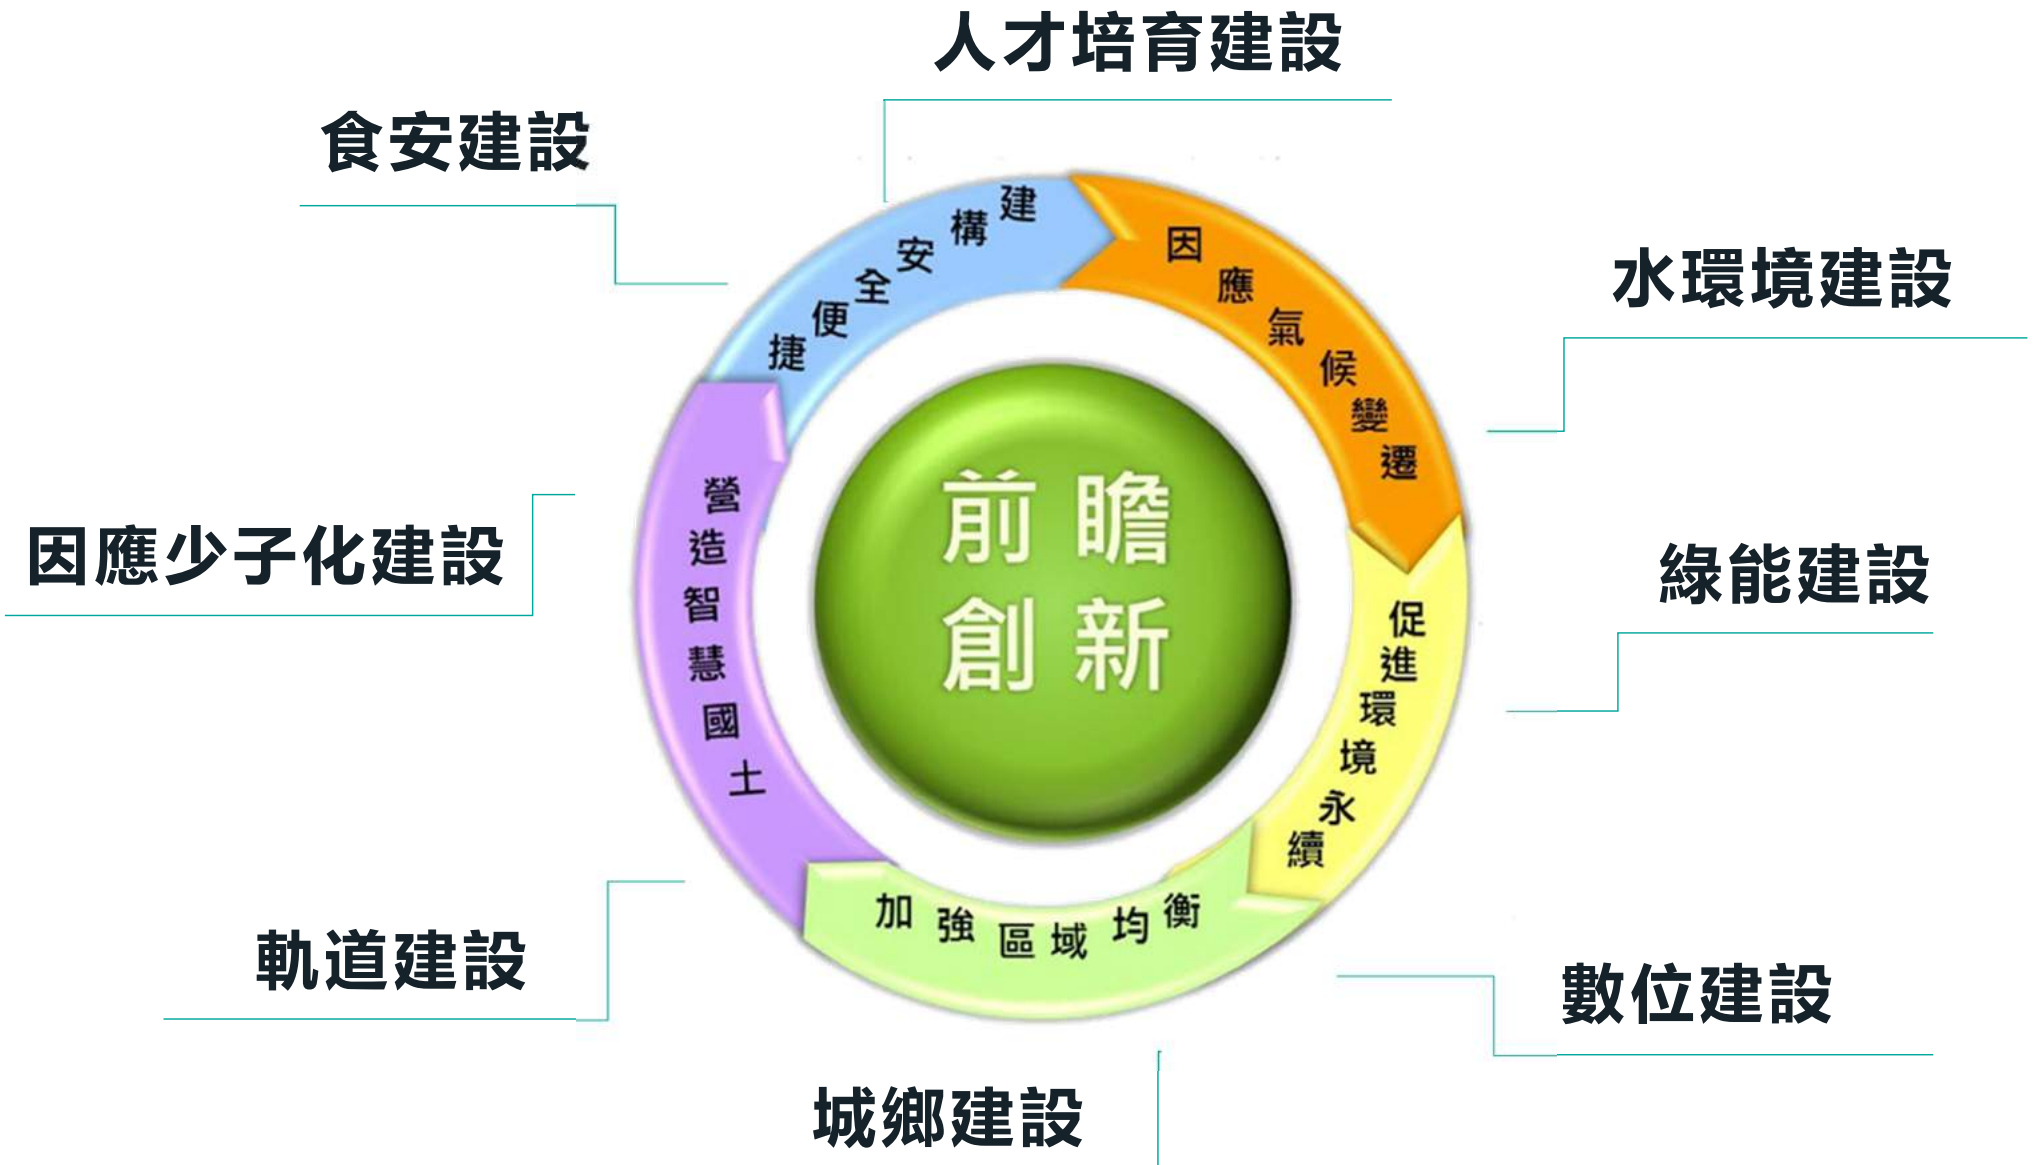 人才培育建設
食安建設
建構安全便捷
因應氣候變遷
水環境建設
前瞻
創新
營造智慧國土
因應少子化建設
綠能建設
促進環境永續
加強區域均衡
軌道建設
數位建設
城鄉建設